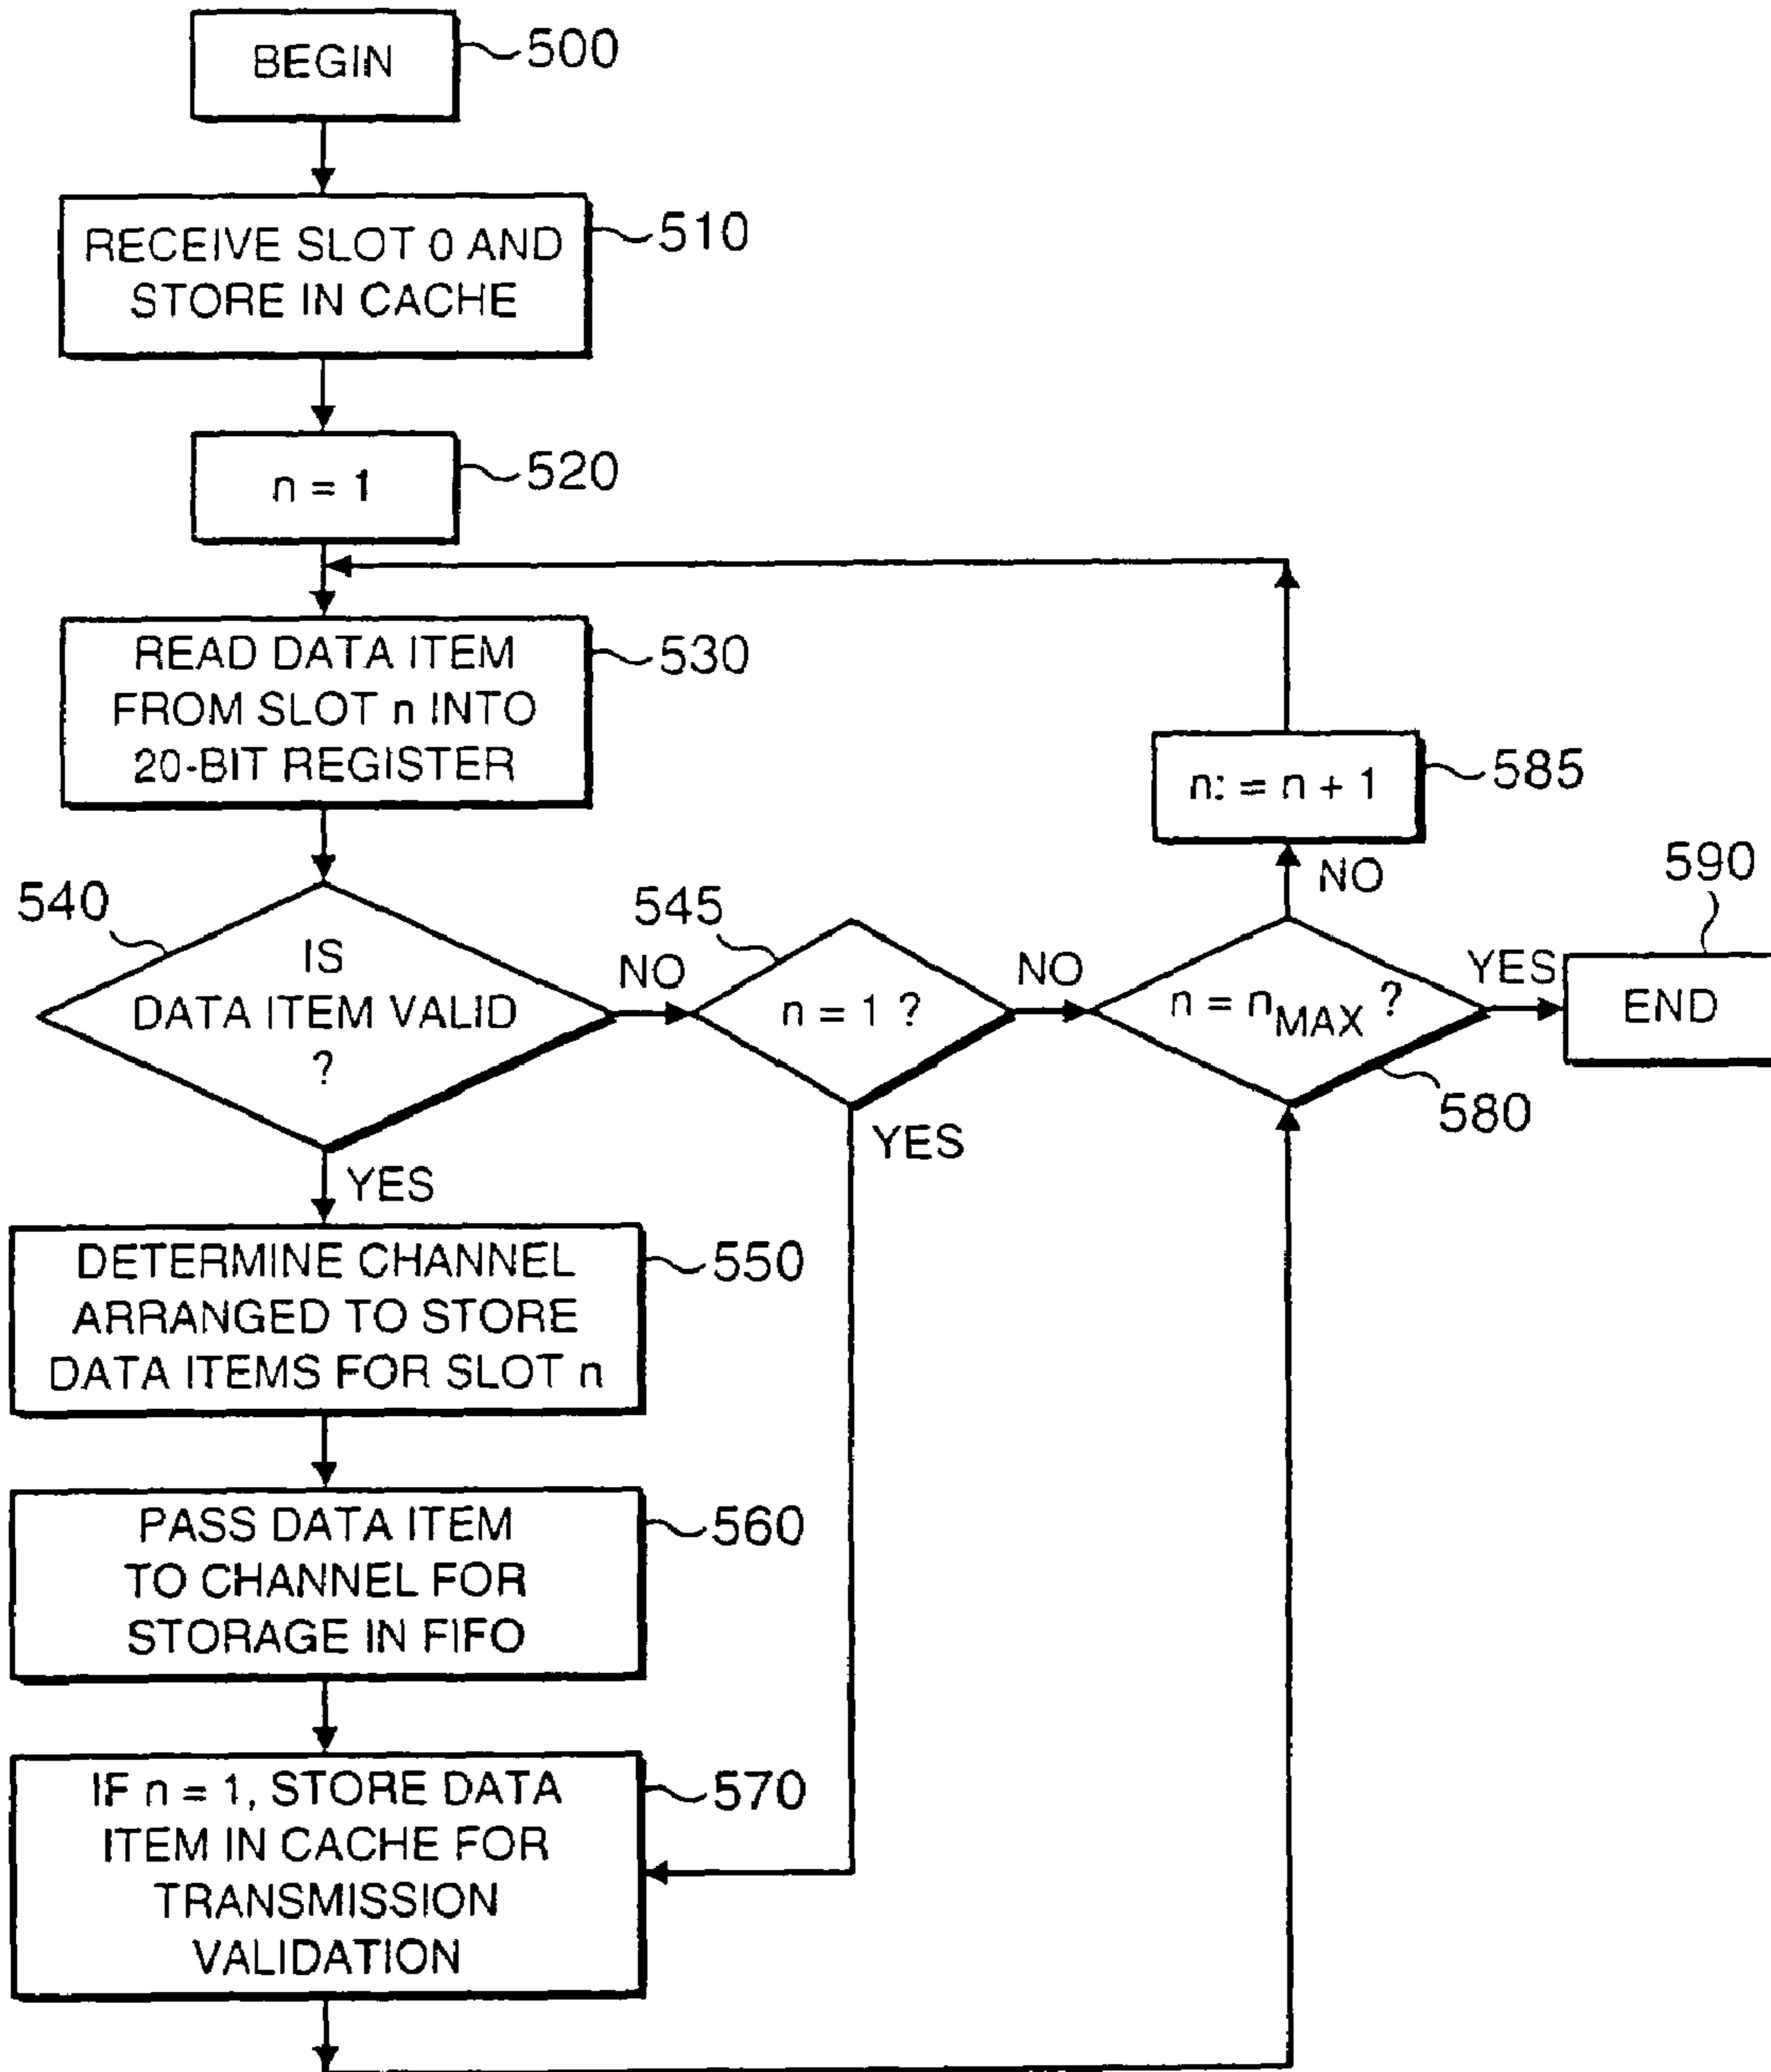 BEGIN
500
RECEIVE SLOT 0 AND
STORE IN CACHE
510
n = 1
520
READ DATA ITEM
FROM SLOT n INTO
20-BIT REGISTER
530
n: = n + 1
585
NO
540
IS
DATA ITEM VALID
?
NO
545
n = 1 ?
NO
n = nMAX ?
YES
580
590
END
YES
YES
DETERMINE CHANNEL
ARRANGED TO STORE
DATA ITEMS FOR SLOT n
550
PASS DATA ITEM
TO CHANNEL FOR
STORAGE IN FIFO
560
IF n = 1, STORE DATA
ITEM IN CACHE FOR
TRANSMISSION
VALIDATION
570